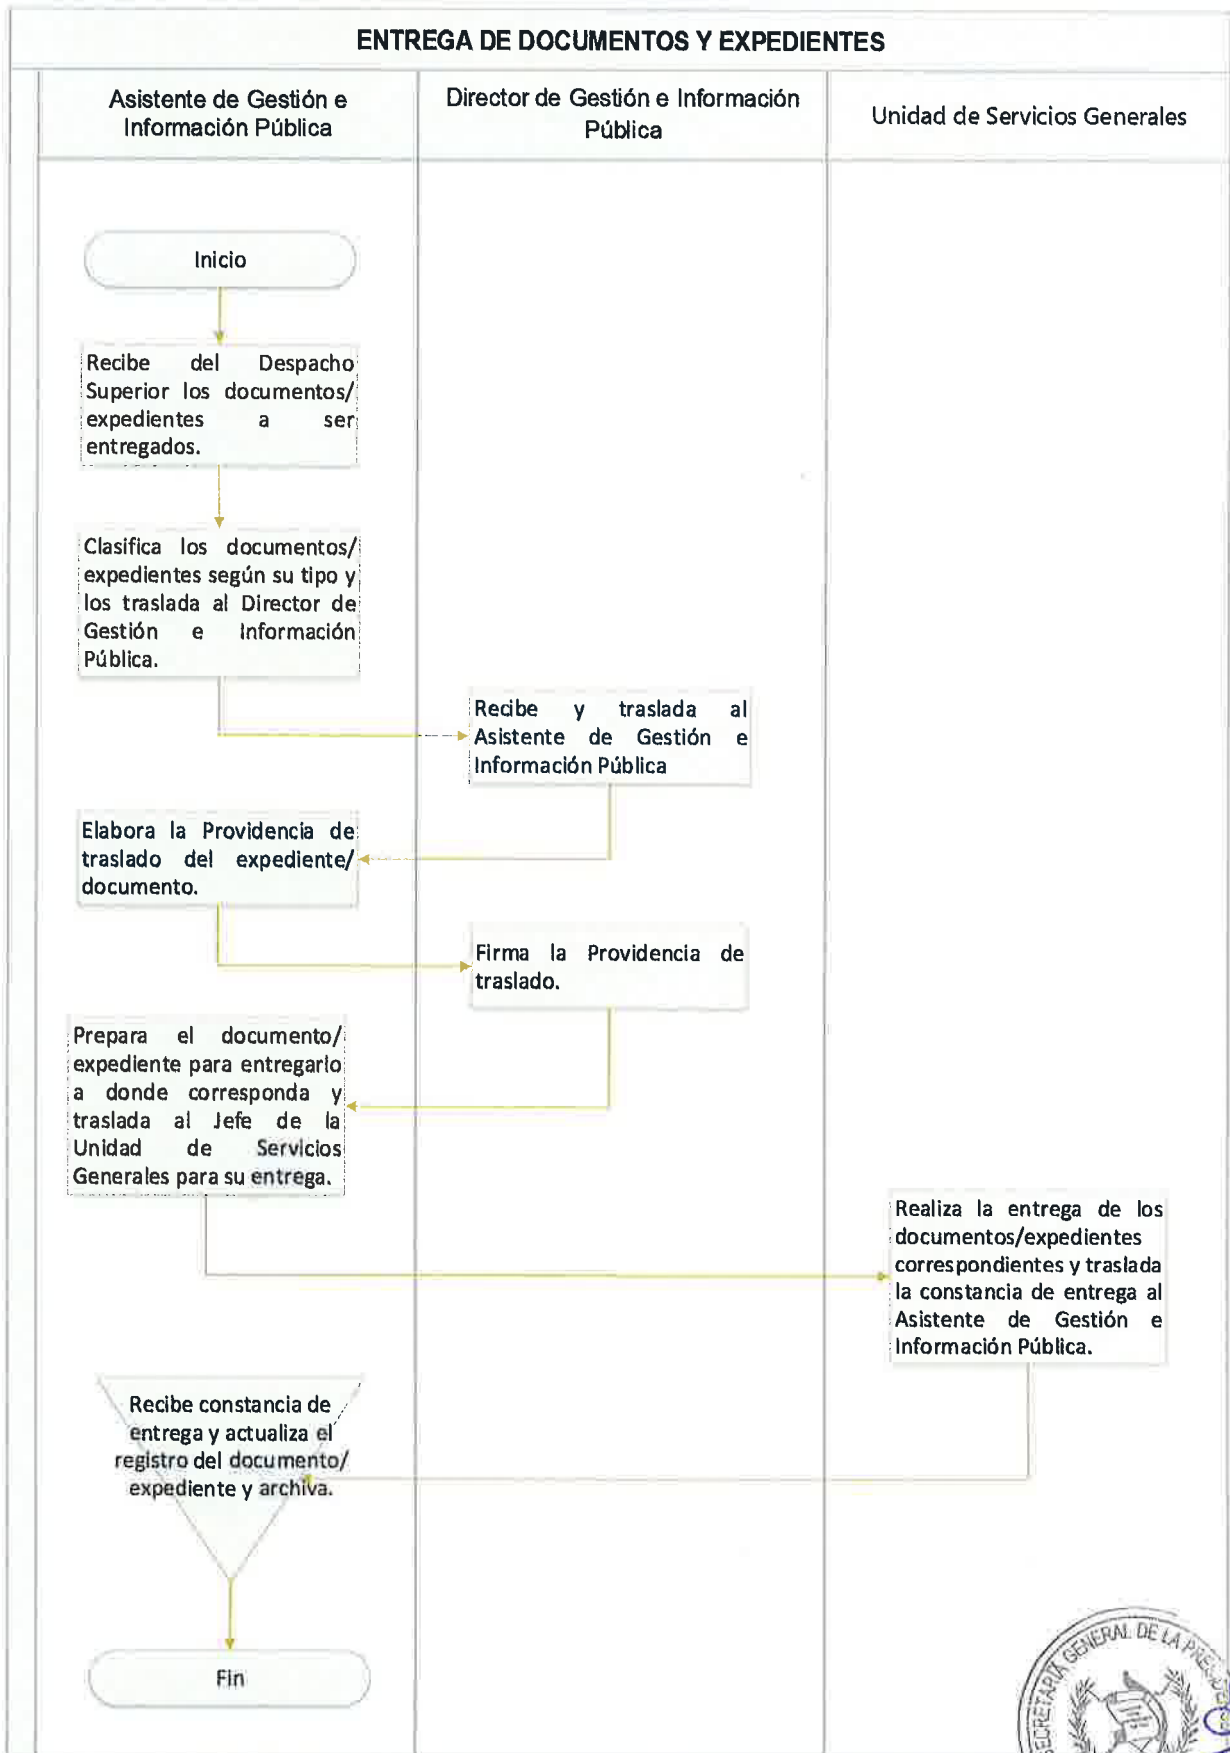 ENTREGA DE DOCUMENTOS Y EXPEDIENTES
Asistente de Gestión e
Información Pública
Director de Gestión e Información
Pública
Unidad de Servicios Generales
Inicio
Recibe del Despacho
Superior los documentos/
expedientes a ser
entregados.
Clasifica los documentos/
expedientes según su tipo y
los traslada al Director de
Gestión e Información
Pública.
Recibe y traslada al
Asistente de Gestión e
Información Pública
Elabora la Providencia de
traslado del expediente/
documento.
Firma la Providencia de
traslado.
Prepara el documento/
expediente para entregarlo
a donde corresponda y
traslada al Jefe de la
Unidad de Servicios
Generales para su entrega.
Realiza la entrega de los
documentos/expedientes
correspondientes y traslada
la constancia de entrega al
Asistente de Gestión e
Información Pública.
Recibe constancia de
entrega y actualiza el
registro del documento/
expediente y archiva.
Fin
SECRETARÍA GENERAL DE LA